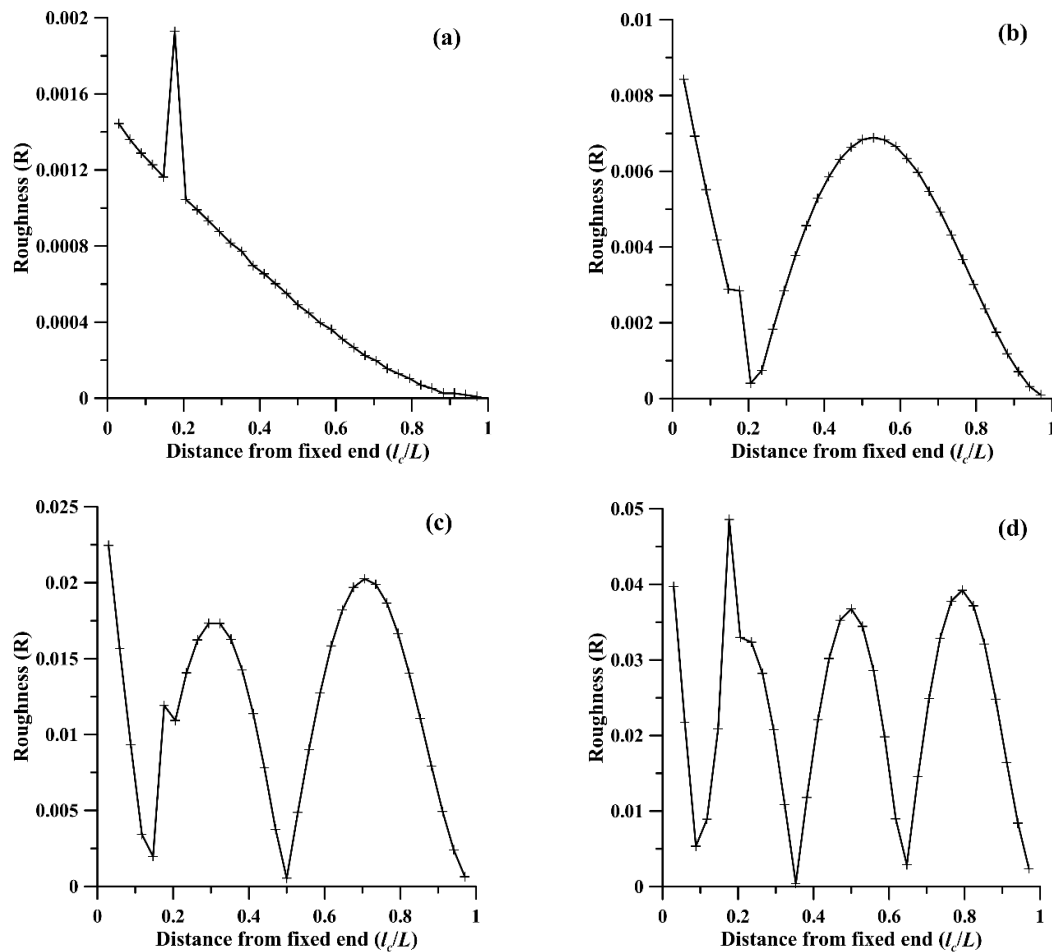 (a)
Roughness (R)
0.002
0.0016
0.0012
0.0008
0.0004
0
0 0.2 0.4 0.6 0.8 1
Distance from fixed end (l_c/L)
(b)
Roughness (R)
0.01
0.008
0.006
0.004
0.002
0
0 0.2 0.4 0.6 0.8 1
Distance from fixed end (l_c/L)
(c)
Roughness (R)
0.025
0.02
0.015
0.01
0.005
0
0 0.2 0.4 0.6 0.8 1
Distance from fixed end (l_c/L)
(d)
Roughness (R)
0.05
0.04
0.03
0.02
0.01
0
0 0.2 0.4 0.6 0.8 1
Distance from fixed end (l_c/L)